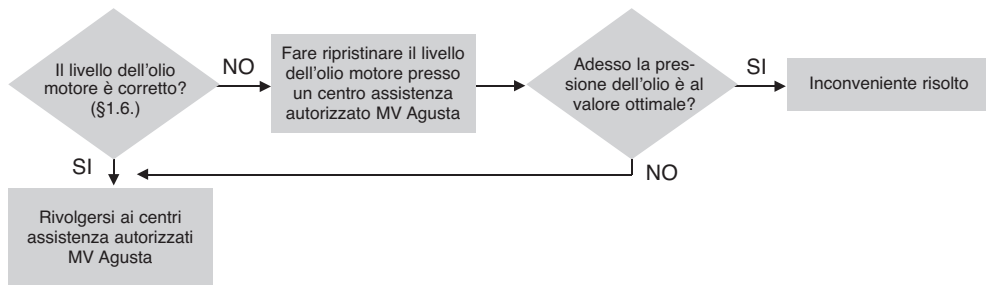 Il livello dell'olio
motore è corretto?
(§1.6.)
NO
Fare ripristinare il livello
dell'olio motore presso
un centro assistenza
autorizzato MV Agusta
Adesso la pres-
sione dell'olio è al
valore ottimale?
SI
Inconveniente risolto
SI
NO
Rivolgersi ai centri
assistenza autorizzati
MV Agusta